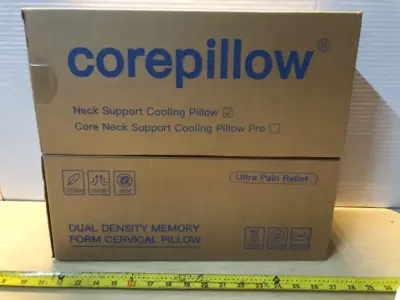 corepillow®
Neck Support Cooling Pillow ☑
Core Neck Support Cooling Pillow Pro ☐
Ultra Pain Relief
DUAL DENSITY MEMORY
FORM CERVICAL PILLOW